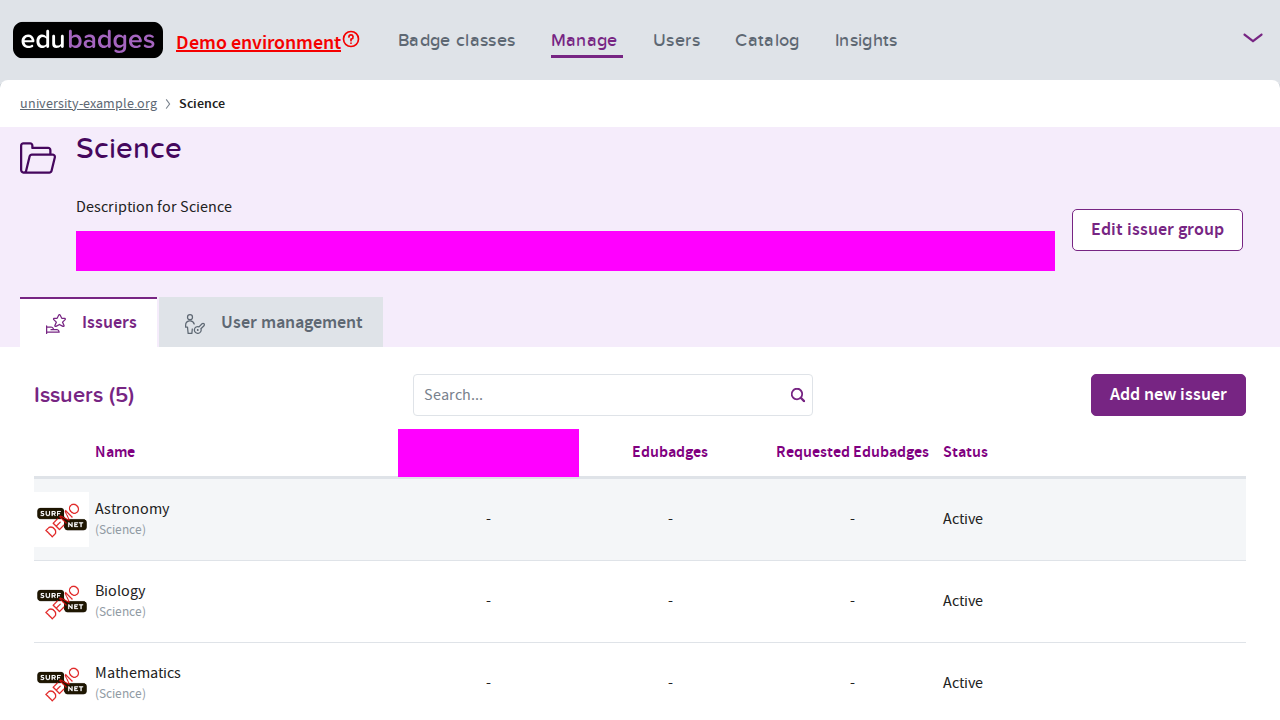 edubadges
Demo environment
Badge classes
Manage
Users
Catalog
Insights
university-example.org
Science
Science
Description for Science
Edit issuer group
Issuers
User management
Issuers (5)
Search...
Add new issuer
Name
Edubadges
Requested Edubadges
Status
SURF NET DEMO
Astronomy
(Science)
-
-
-
Active
SURF NET DEMO
Biology
(Science)
-
-
-
Active
SURF NET DEMO
Mathematics
(Science)
-
-
-
Active